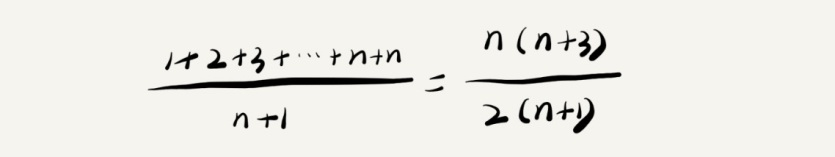 (1+2+3+⋯+n+n)/(n+1) = n(n+3)/(2(n+1))